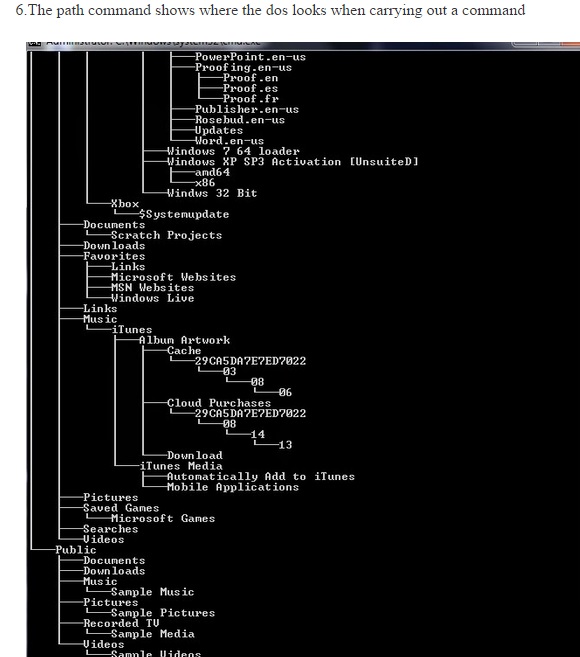 6.The path command shows where the dos looks when carrying out a command
Administrator: C:\Windows\system32\cmd.exe
PowerPoint.en-us
Proofing.en-us
Proof.en
Proof.es
Proof.fr
Publisher.en-us
Rosebud.en-us
Updates
Word.en-us
Windows 7 64 loader
Windows XP SP3 Activation [UnsuiteD]
amd64
x86
Windws 32 Bit
Xbox
$Systemupdate
Documents
Scratch Projects
Downloads
Favorites
Links
Microsoft Websites
MSN Websites
Windows Live
Links
Music
iTunes
Album Artwork
Cache
29CA5DA7E7ED7022
03
08
06
Cloud Purchases
29CA5DA7E7ED7022
08
14
13
Download
iTunes Media
Automatically Add to iTunes
Mobile Applications
Pictures
Saved Games
Microsoft Games
Searches
Videos
Public
Documents
Downloads
Music
Sample Music
Pictures
Sample Pictures
Recorded TV
Sample Media
Videos
Sample Videos